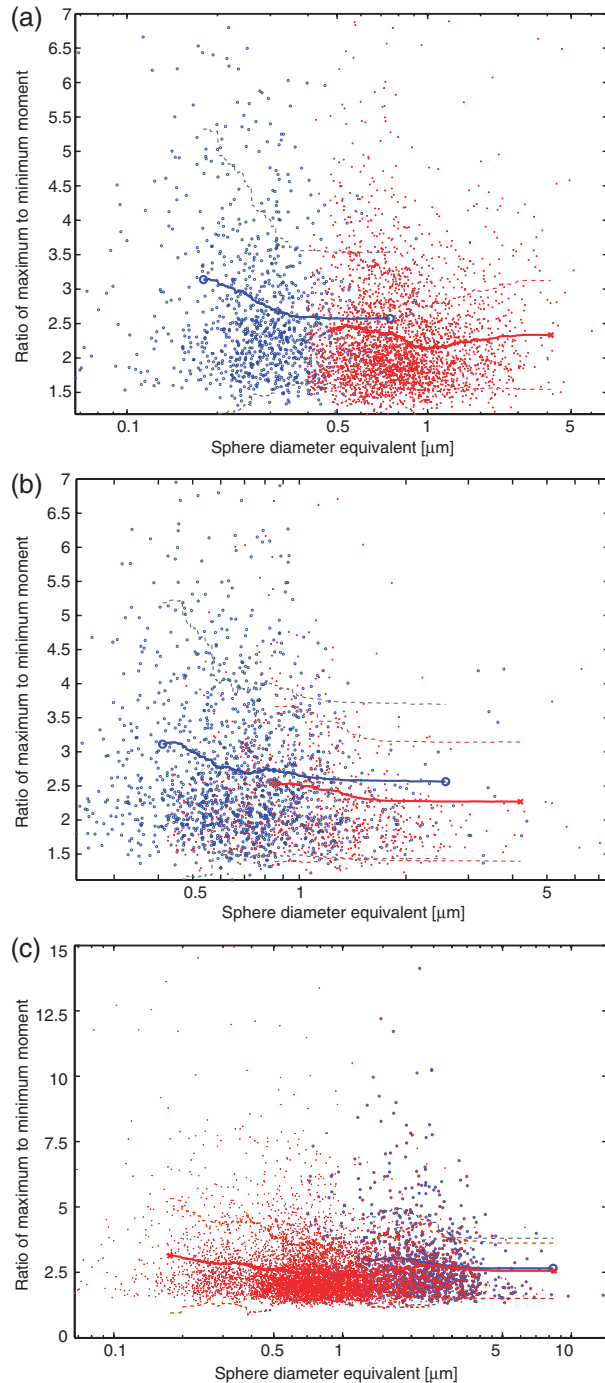 (a)
7
6.5
6
5.5
5
4.5
4
3.5
3
2.5
2
1.5
Ratio of maximum to minimum moment
0.1 0.5 1 5
Sphere diameter equivalent [μm]
(b)
7
6.5
6
5.5
5
4.5
4
3.5
3
2.5
2
1.5
Ratio of maximum to minimum moment
0.5 1 5
Sphere diameter equivalent [μm]
(c)
15
12.5
10
7.5
5
2.5
0
Ratio of maximum to minimum moment
0.1 0.5 1 5 10
Sphere diameter equivalent [μm]